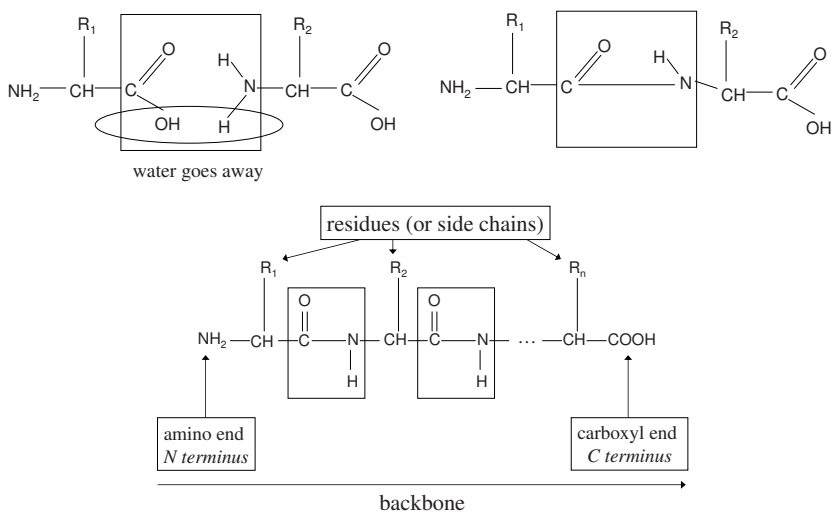 R1
O
H
R2
O
NH2 CH C N CH C
OH H OH
water goes away
R1
O
H
R2
O
NH2 CH C N CH C
OH
residues (or side chains)
R1 R2 Rn
O O
NH2 CH C N CH C N ... CH COOH
H H
amino end
N terminus
carboxyl end
C terminus
backbone